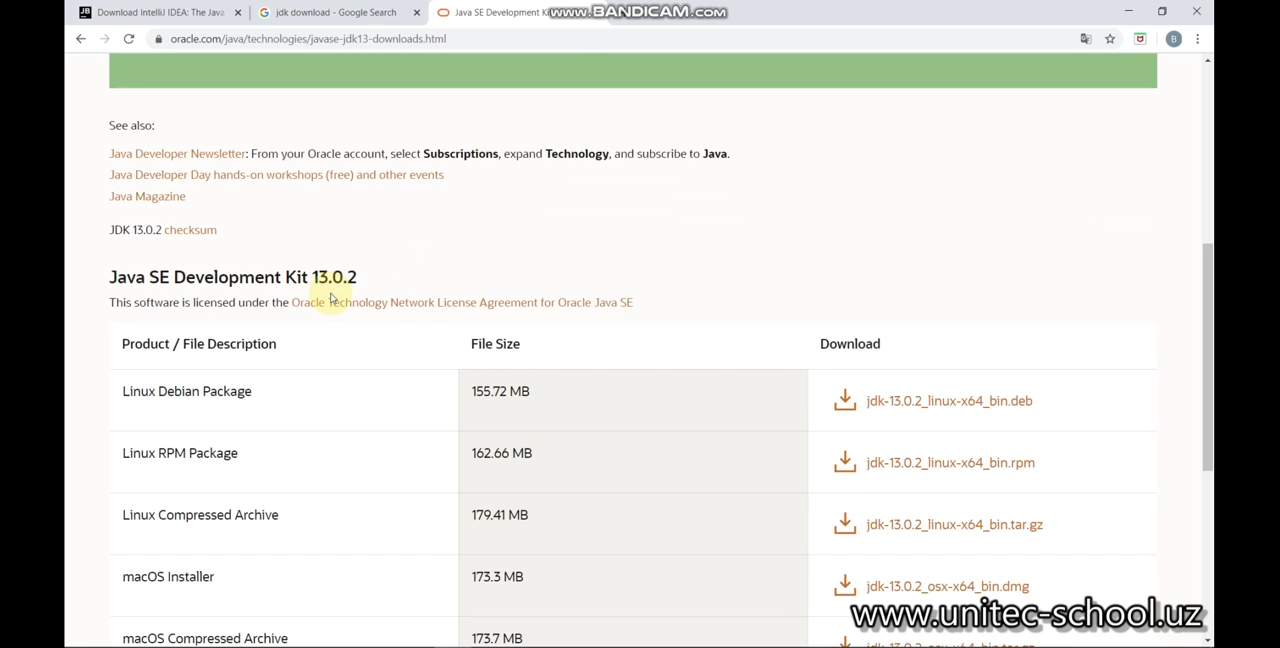 Download IntelliJ IDEA: The Java
jdk download - Google Search
Java SE Development Ki
www.BANDICAM.com
oracle.com/java/technologies/javase-jdk13-downloads.html
B
See also:
Java Developer Newsletter: From your Oracle account, select Subscriptions, expand Technology, and subscribe to Java.
Java Developer Day hands-on workshops (free) and other events
Java Magazine
JDK 13.0.2 checksum
Java SE Development Kit 13.0.2
This software is licensed under the Oracle Technology Network License Agreement for Oracle Java SE
Product / File Description File Size Download
Linux Debian Package 155.72 MB jdk-13.0.2_linux-x64_bin.deb
Linux RPM Package 162.66 MB jdk-13.0.2_linux-x64_bin.rpm
Linux Compressed Archive 179.41 MB jdk-13.0.2_linux-x64_bin.tar.gz
macOS Installer 173.3 MB jdk-13.0.2_osx-x64_bin.dmg
www.unitec-school.uz
macOS Compressed Archive 173.7 MB